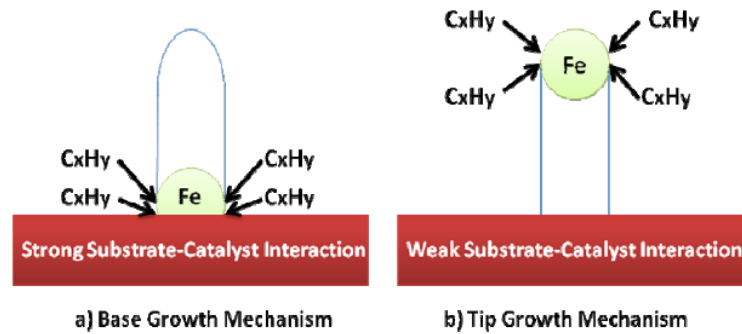 CxHy CxHy
Fe
CxHy CxHy
CxHy CxHy
Fe
CxHy CxHy
Strong Substrate-Catalyst Interaction
Weak Substrate-Catalyst Interaction
a) Base Growth Mechanism
b) Tip Growth Mechanism